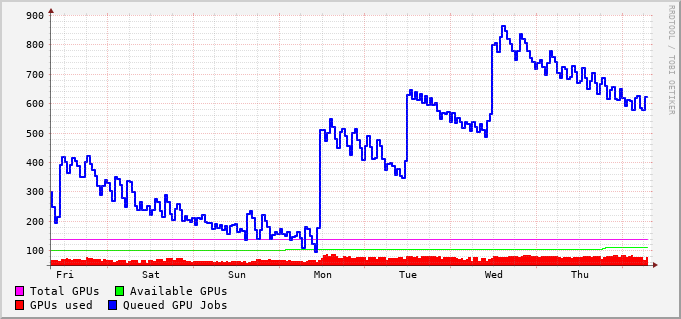 900
800
700
600
500
400
300
200
100
Fri Sat Sun Mon Tue Wed Thu
Total GPUs Available GPUs
GPUs used Queued GPU Jobs
RRDTOOL / TOBI OETIKER